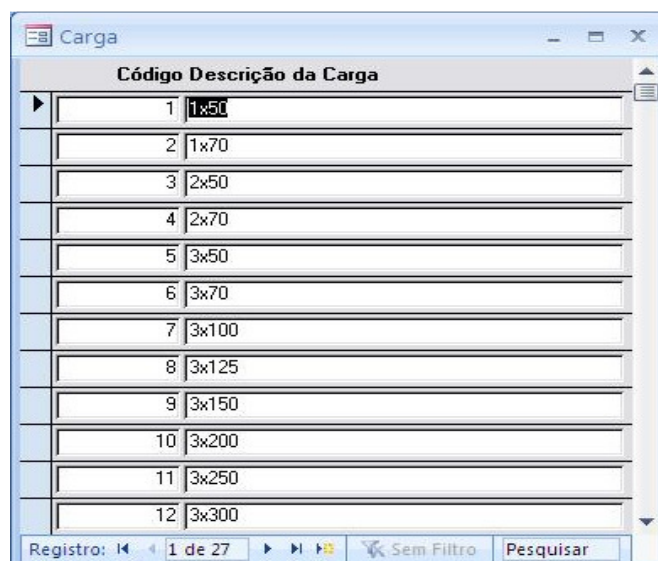 Carga
Código Descrição da Carga
1 1x50
2 1x70
3 2x50
4 2x70
5 3x50
6 3x70
7 3x100
8 3x125
9 3x150
10 3x200
11 3x250
12 3x300
Registro: 1 de 27 Sem Filtro Pesquisar